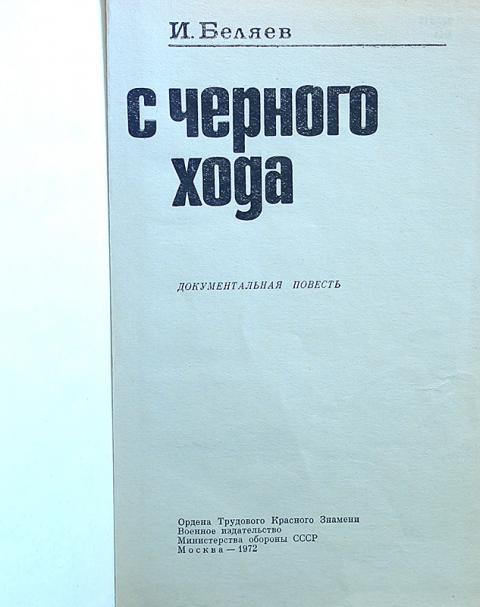 И. Беляев
с черного
хода
ДОКУМЕНТАЛЬНАЯ ПОВЕСТЬ
Ордена Трудового Красного Знамени
Военное издательство
Министерства обороны СССР
Москва — 1972